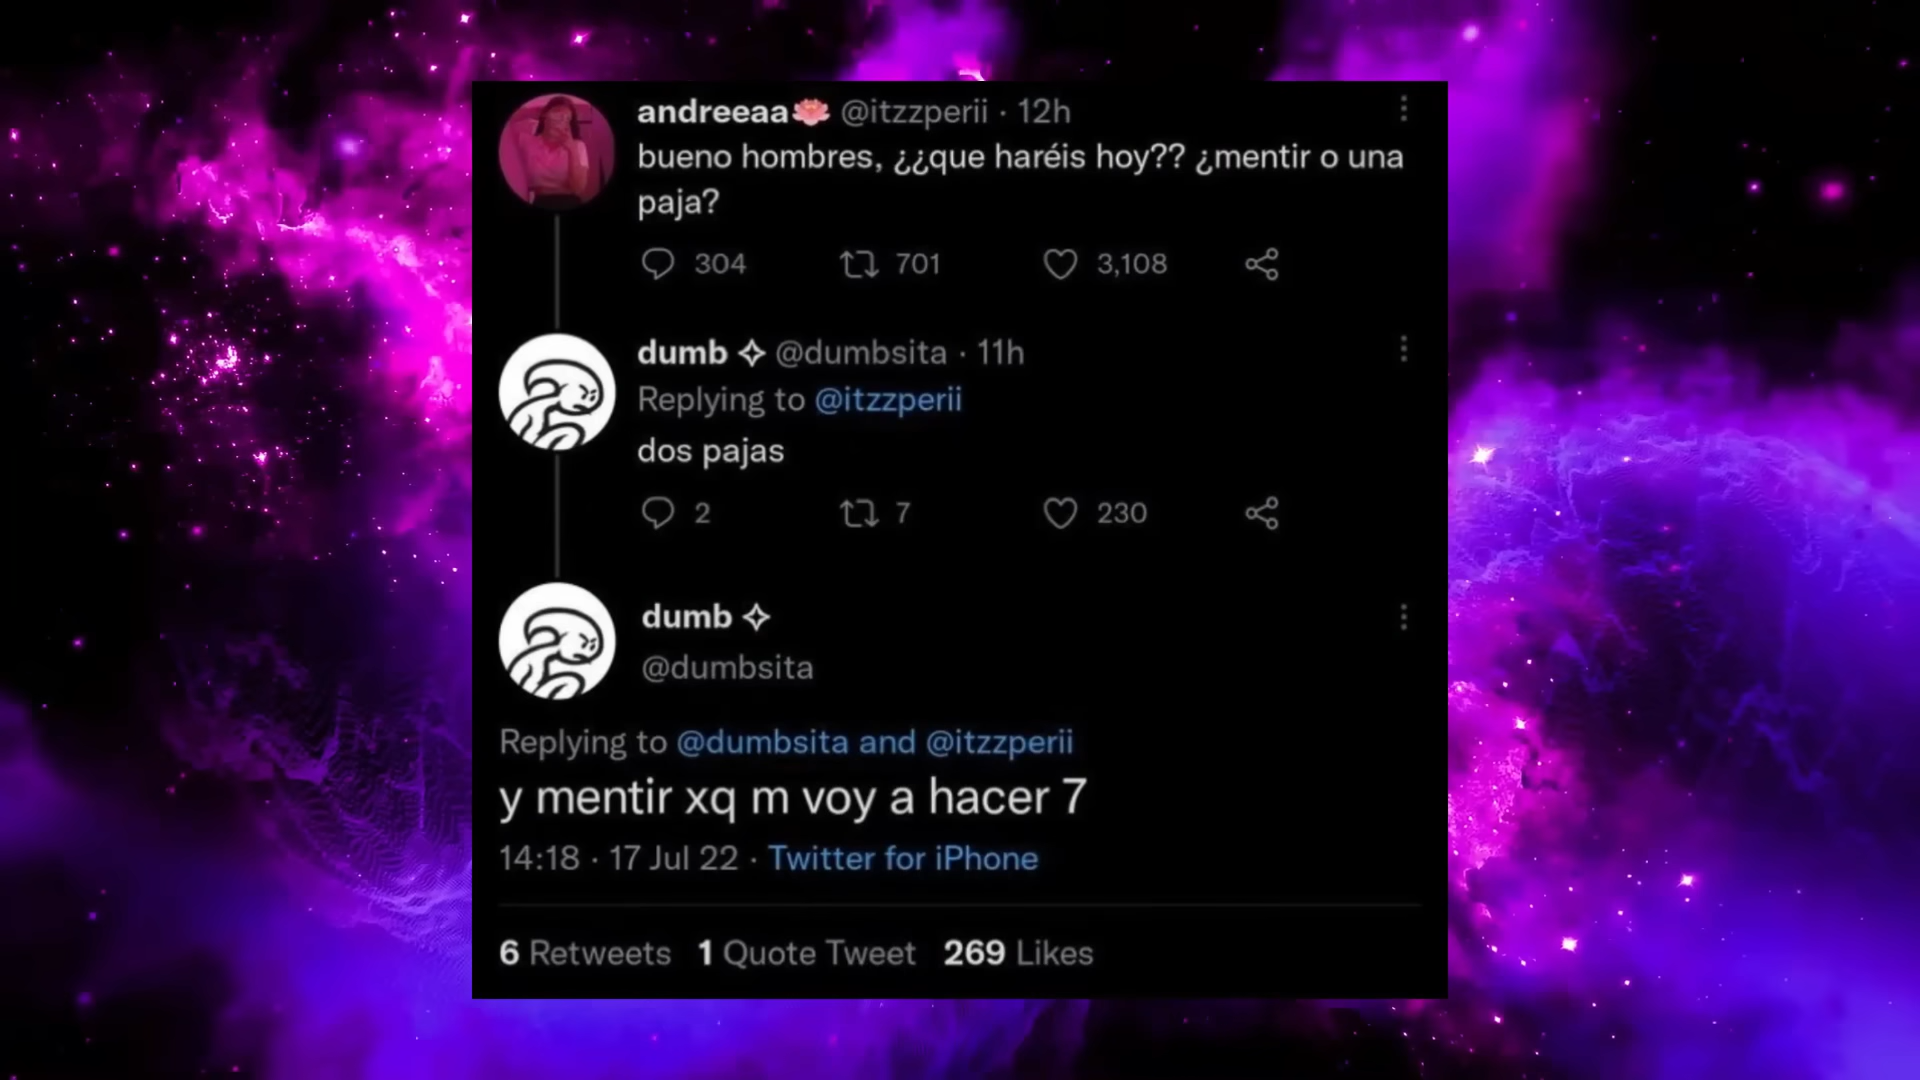 andreeaa🪷 @itzzperii · 12h
bueno hombres, ¿¿que haréis hoy?? ¿mentir o una
paja?
304 701 3,108
dumb ✧ @dumbsita · 11h
Replying to @itzzperii
dos pajas
2 7 230
dumb ✧
@dumbsita
Replying to @dumbsita and @itzzperii
y mentir xq m voy a hacer 7
14:18 · 17 Jul 22 · Twitter for iPhone
6 Retweets 1 Quote Tweet 269 Likes